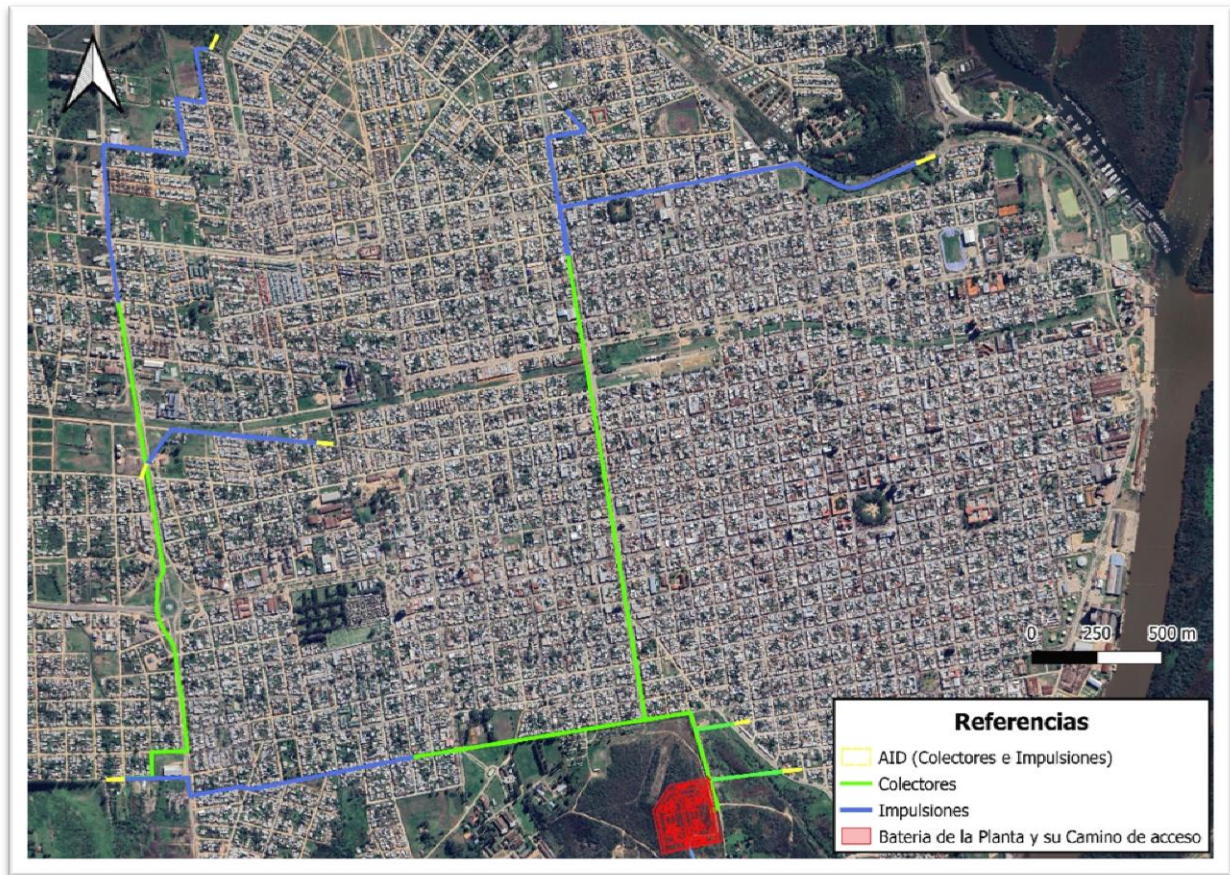 0 250 500 m
Referencias
AID (Colectores e Impulsiones)
Colectores
Impulsiones
Bateria de la Planta y su Camino de acceso